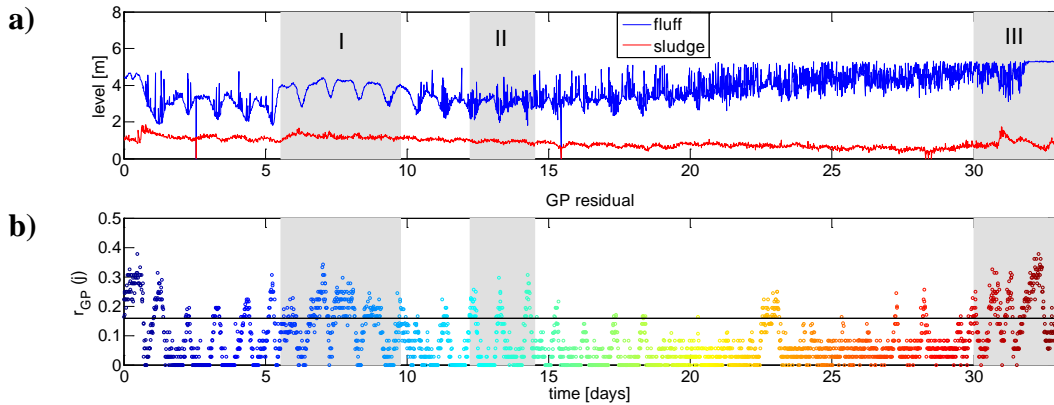 a)
level [m]
8
6
4
2
0
I
II
III
fluff
sludge
0 5 10 15 20 25 30
GP residual
b)
r_GP (j)
0.5
0.4
0.3
0.2
0.1
0
0 5 10 15 20 25 30
time [days]